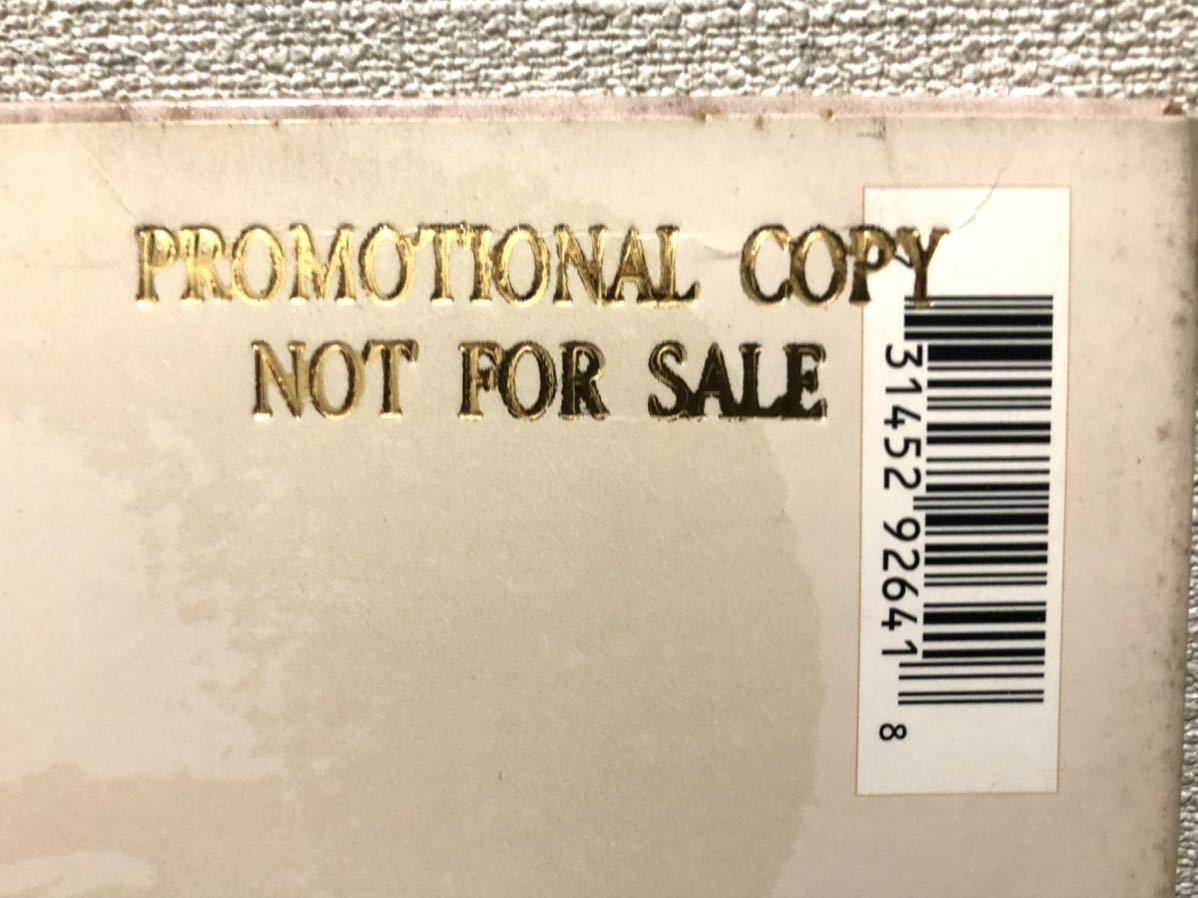 PROMOTIONAL COPY
NOT FOR SALE
31452 92641 8